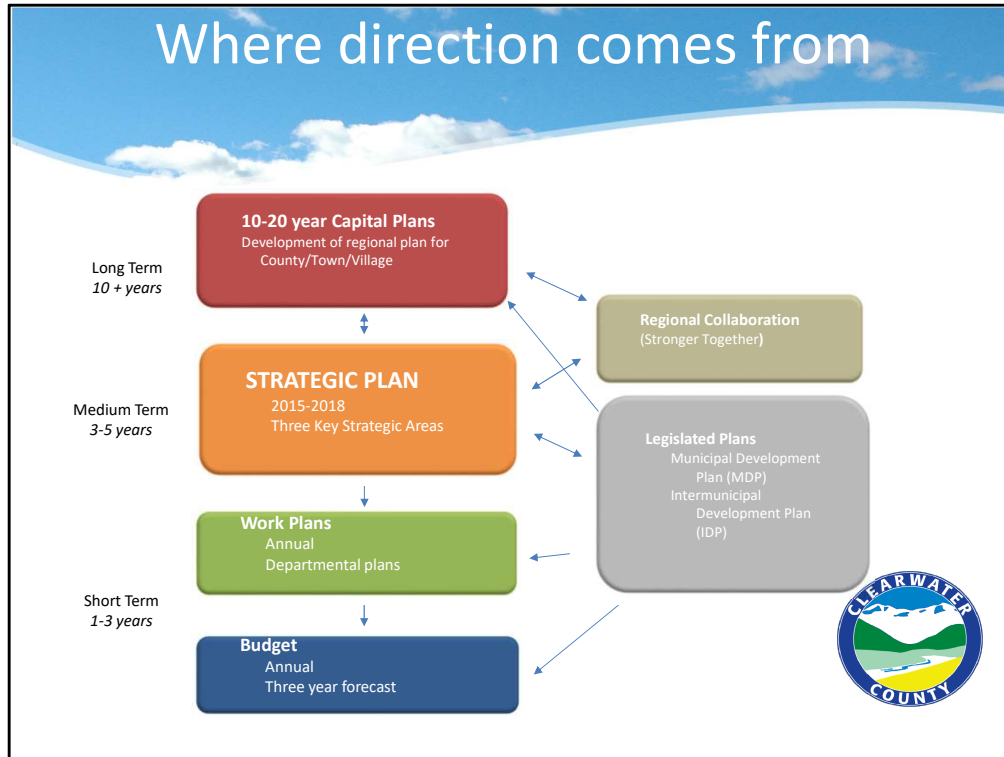 Where direction comes from
10-20 year Capital Plans
Development of regional plan for
County/Town/Village
Long Term
10 + years
Regional Collaboration
(Stronger Together)
STRATEGIC PLAN
2015-2018
Three Key Strategic Areas
Medium Term
3-5 years
Legislated Plans
Municipal Development
Plan (MDP)
Intermunicipal
Development Plan
(IDP)
Work Plans
Annual
Departmental plans
Short Term
1-3 years
Budget
Annual
Three year forecast
CLEARWATER
COUNTY